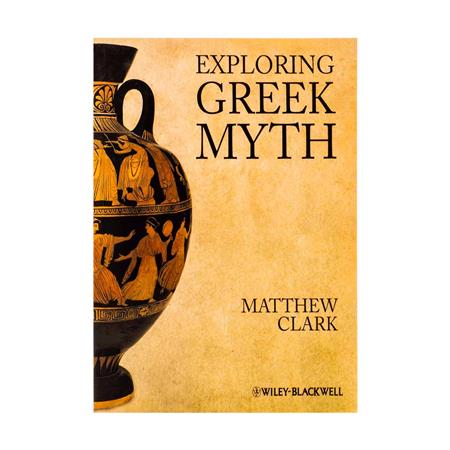 EXPLORING
GREEK
MYTH
MATTHEW
CLARK
WILEY-BLACKWELL